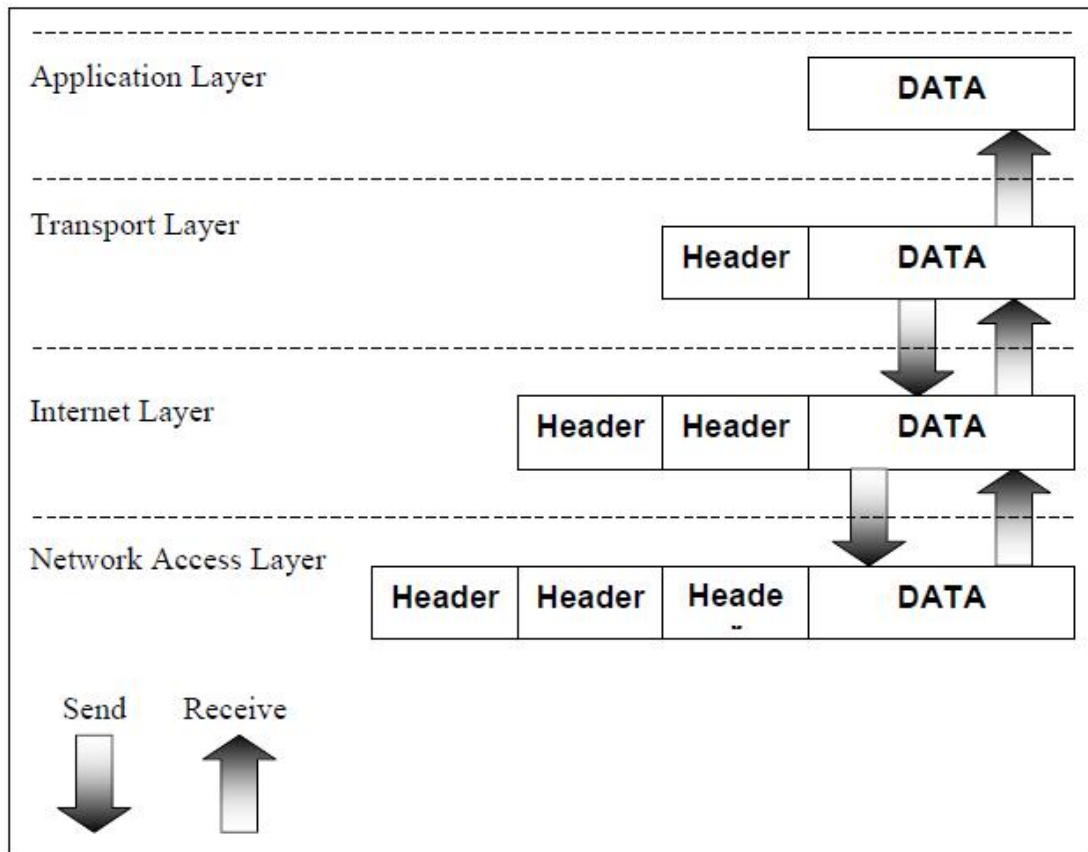 Application Layer
DATA
Transport Layer
Header DATA
Internet Layer
Header Header DATA
Network Access Layer
Header Header Heade DATA
Send Receive